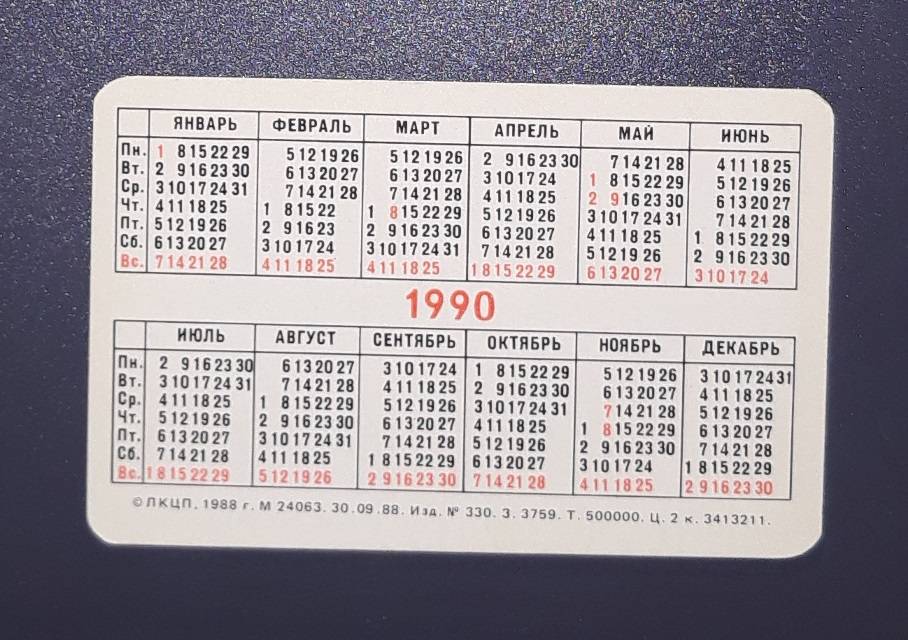 ЯНВАРЬ ФЕВРАЛЬ МАРТ АПРЕЛЬ МАЙ ИЮНЬ
Пн. 1 8 15 22 29 5 12 19 26 5 12 19 26 2 9 16 23 30 7 14 21 28 4 11 18 25
Вт. 2 9 16 23 30 6 13 20 27 6 13 20 27 3 10 17 24 1 8 15 22 29 5 12 19 26
Ср. 3 10 17 24 31 7 14 21 28 7 14 21 28 4 11 18 25 2 9 16 23 30 6 13 20 27
Чт. 4 11 18 25 1 8 15 22 1 8 15 22 29 5 12 19 26 3 10 17 24 31 7 14 21 28
Пт. 5 12 19 26 2 9 16 23 2 9 16 23 30 6 13 20 27 4 11 18 25 1 8 15 22 29
Сб. 6 13 20 27 3 10 17 24 3 10 17 24 31 7 14 21 28 5 12 19 26 2 9 16 23 30
Вс. 7 14 21 28 4 11 18 25 4 11 18 25 1 8 15 22 29 6 13 20 27 3 10 17 24
1990
ИЮЛЬ АВГУСТ СЕНТЯБРЬ ОКТЯБРЬ НОЯБРЬ ДЕКАБРЬ
Пн. 2 9 16 23 30 6 13 20 27 3 10 17 24 1 8 15 22 29 5 12 19 26 3 10 17 24 31
Вт. 3 10 17 24 31 7 14 21 28 4 11 18 25 2 9 16 23 30 6 13 20 27 4 11 18 25
Ср. 4 11 18 25 1 8 15 22 29 5 12 19 26 3 10 17 24 31 7 14 21 28 5 12 19 26
Чт. 5 12 19 26 2 9 16 23 30 6 13 20 27 4 11 18 25 1 8 15 22 29 6 13 20 27
Пт. 6 13 20 27 3 10 17 24 31 7 14 21 28 5 12 19 26 2 9 16 23 30 7 14 21 28
Сб. 7 14 21 28 4 11 18 25 1 8 15 22 29 6 13 20 27 3 10 17 24 1 8 15 22 29
Вс. 1 8 15 22 29 5 12 19 26 2 9 16 23 30 7 14 21 28 4 11 18 25 2 9 16 23 30
© ЛКЦП. 1988 г. М 24063. 30.09.88. Изд. № 330. З. 3759. Т. 500000. Ц. 2 к. 3413211.